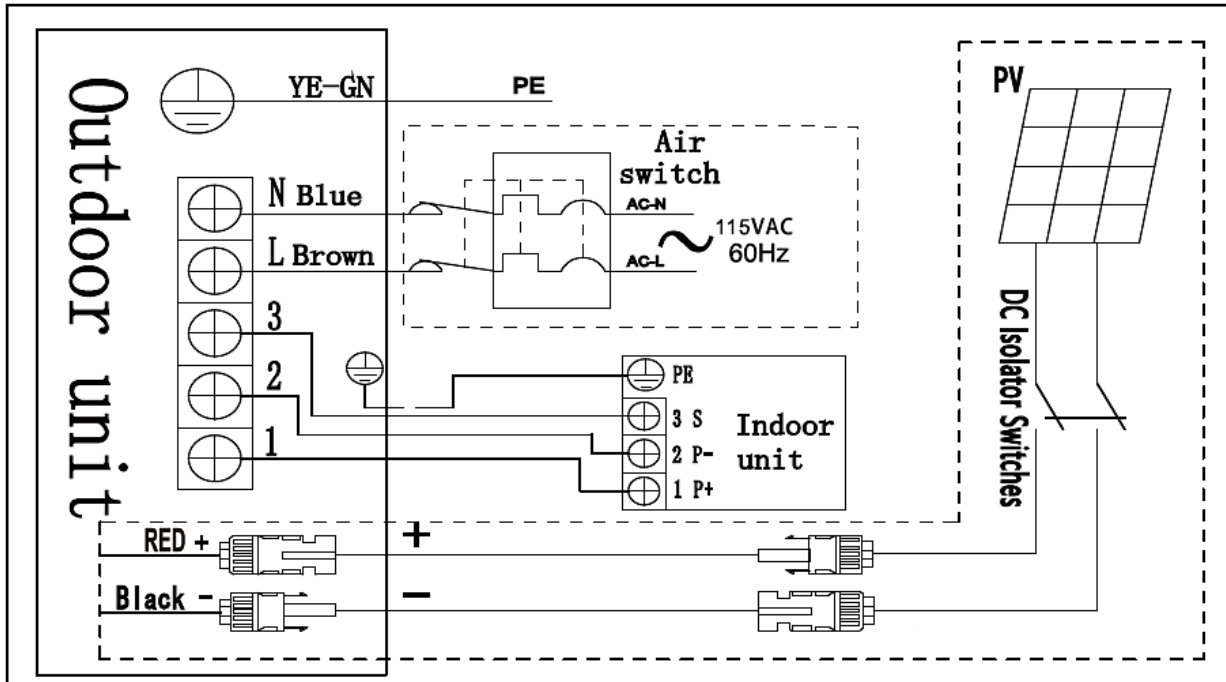 Outdoor unit
YE-GN
PE
N Blue
L Brown
3
2
1
Air
switch
AC-N
AC-L
115VAC
60Hz
PE
3 S
2 P-
1 P+
Indoor
unit
PV
DC Isolator Switches
RED +
+
Black -
−